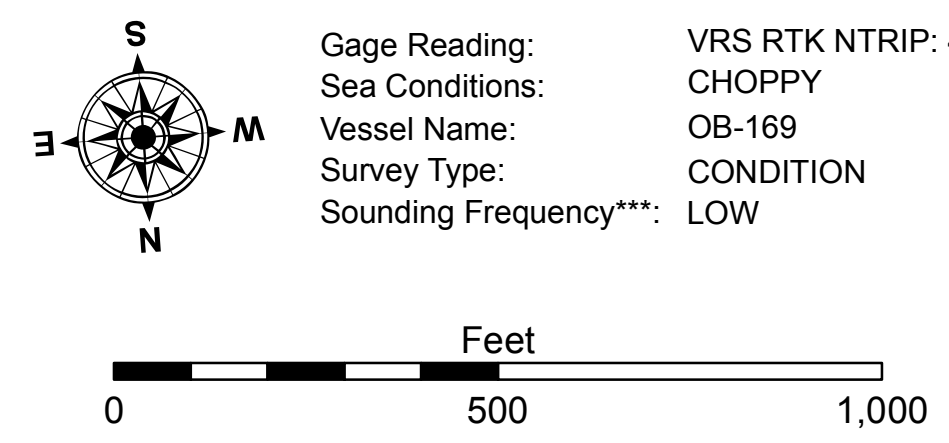 S
E W
N
Gage Reading: VRS RTK NTRIP:
Sea Conditions: CHOPPY
Vessel Name: OB-169
Survey Type: CONDITION
Sounding Frequency***: LOW
Feet
0 500 1,000